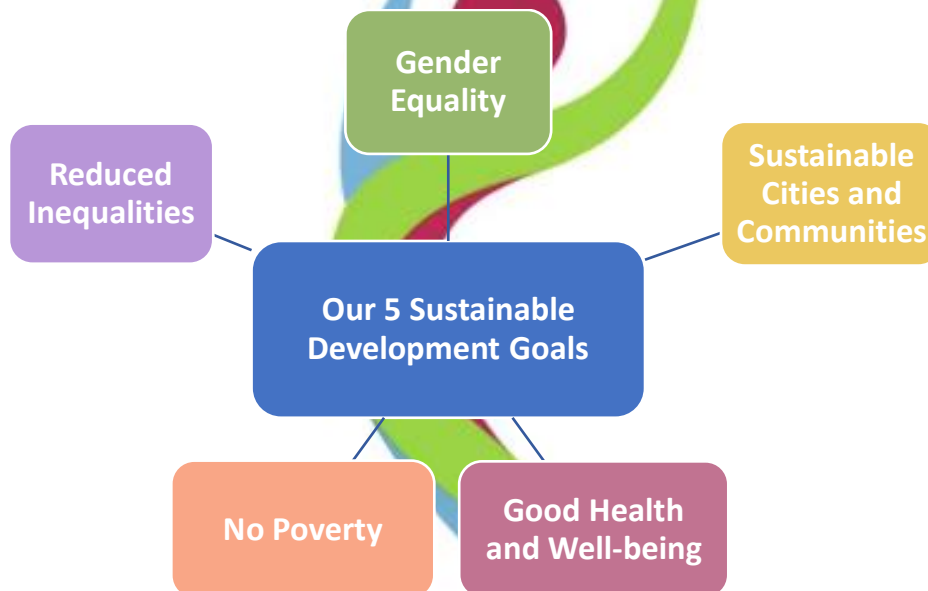 Gender
Equality
Reduced
Inequalities
Sustainable
Cities and
Communities
Our 5 Sustainable
Development Goals
No Poverty
Good Health
and Well-being